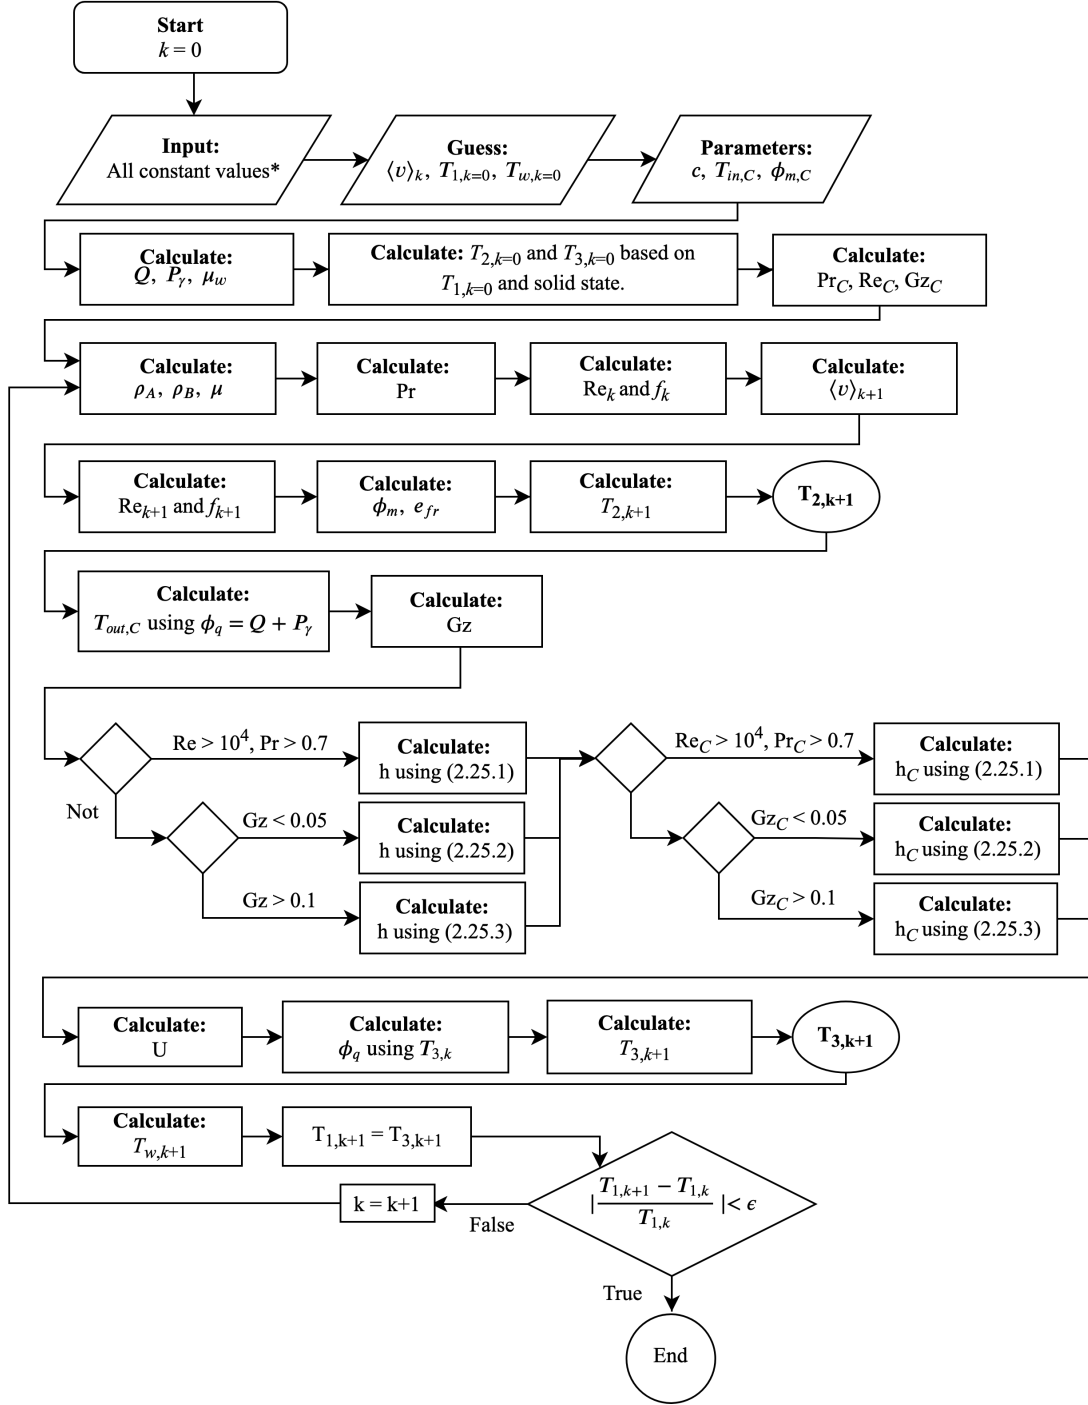 Start
k = 0
Input:
All constant values*
Guess:
⟨v⟩k, T1,k=0, Tw,k=0
Parameters:
c, Tin,C, ϕm,C
Calculate:
Q, Pγ, μw
Calculate: T2,k=0 and T3,k=0 based on
T1,k=0 and solid state.
Calculate:
PrC, ReC, GzC
Calculate:
ρA, ρB, μ
Calculate:
Pr
Calculate:
Rek and fk
Calculate:
⟨v⟩k+1
Calculate:
Rek+1 and fk+1
Calculate:
ϕm, efr
Calculate:
T2,k+1
T2,k+1
Calculate:
Tout,C using ϕq = Q + Pγ
Calculate:
Gz
Re > 10^4, Pr > 0.7
Calculate:
h using (2.25.1)
ReC > 10^4, PrC > 0.7
Calculate:
hC using (2.25.1)
Not
Gz < 0.05
Calculate:
h using (2.25.2)
GzC < 0.05
Calculate:
hC using (2.25.2)
Gz > 0.1
Calculate:
h using (2.25.3)
GzC > 0.1
Calculate:
hC using (2.25.3)
Calculate:
U
Calculate:
ϕq using T3,k
Calculate:
T3,k+1
T3,k+1
Calculate:
Tw,k+1
T1,k+1 = T3,k+1
|(T1,k+1 − T1,k)/T1,k| < ϵ
k = k+1
False
True
End